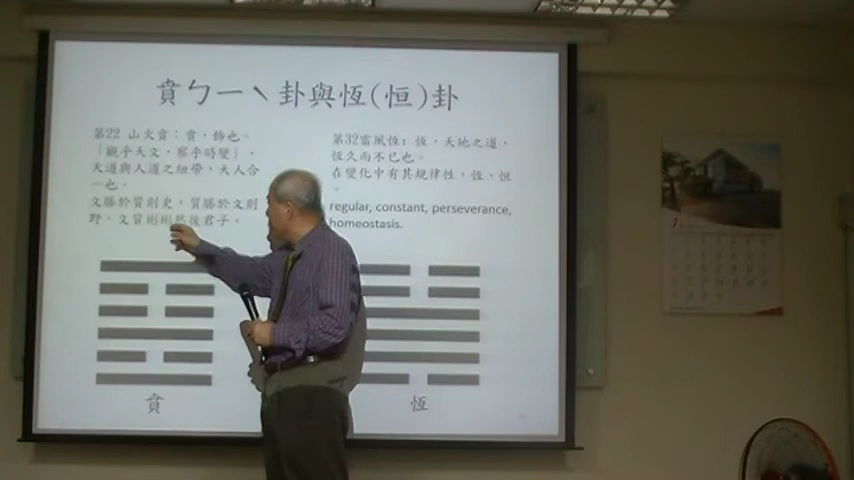 賁ㄅㄧˋ卦與恆(恒)卦
第22 山火賁：賁，飾也。
「觀乎天文，察乎時變」，
天道與人道之紐帶，天人合
一也。
文勝於質則史，質勝於文則
野，文質彬彬然後君子。
第32雷風恆：恆，天地之道，
恆久而不已也。
在變化中有其規律性，恆、恒
。
regular, constant, perseverance,
homeostasis.
賁
恆